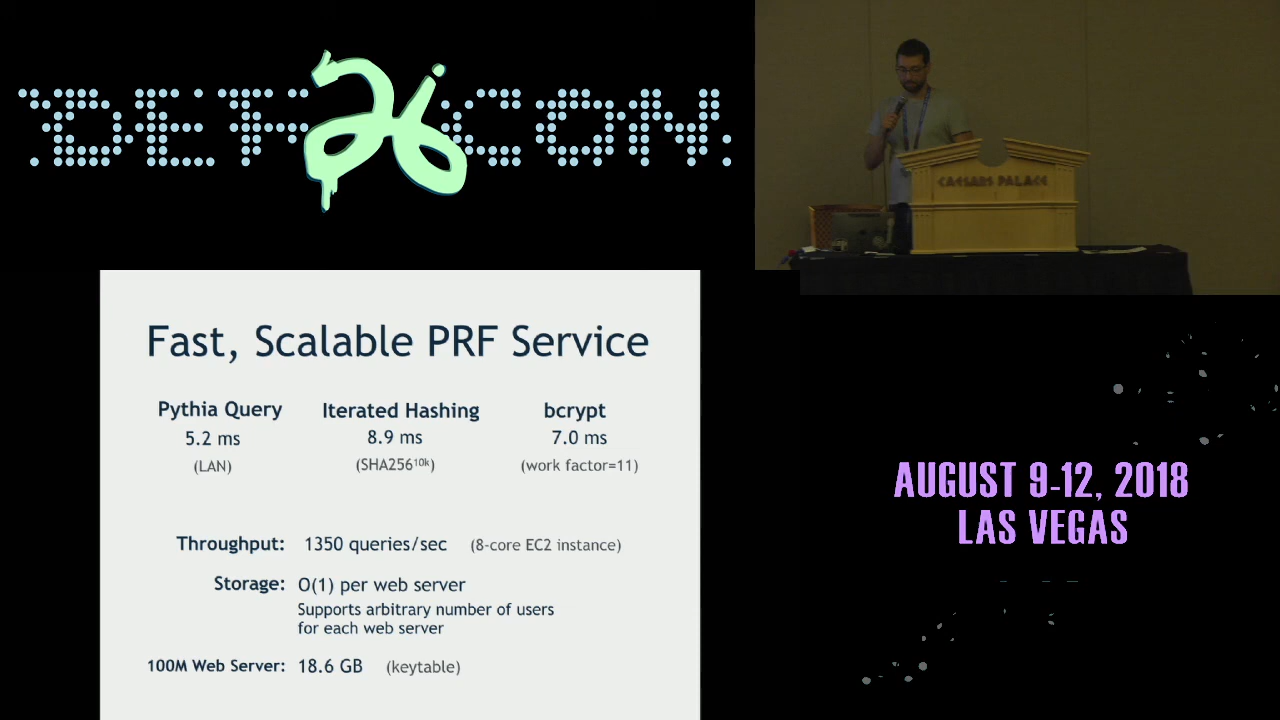 DEF 26 CON
CAESARS PALACE
Fast, Scalable PRF Service
Pythia Query Iterated Hashing bcrypt
5.2 ms 8.9 ms 7.0 ms
(LAN) (SHA256¹⁰ᵏ) (work factor=11)
Throughput: 1350 queries/sec (8-core EC2 instance)
Storage: O(1) per web server
Supports arbitrary number of users
for each web server
100M Web Server: 18.6 GB (keytable)
AUGUST 9-12, 2018
LAS VEGAS